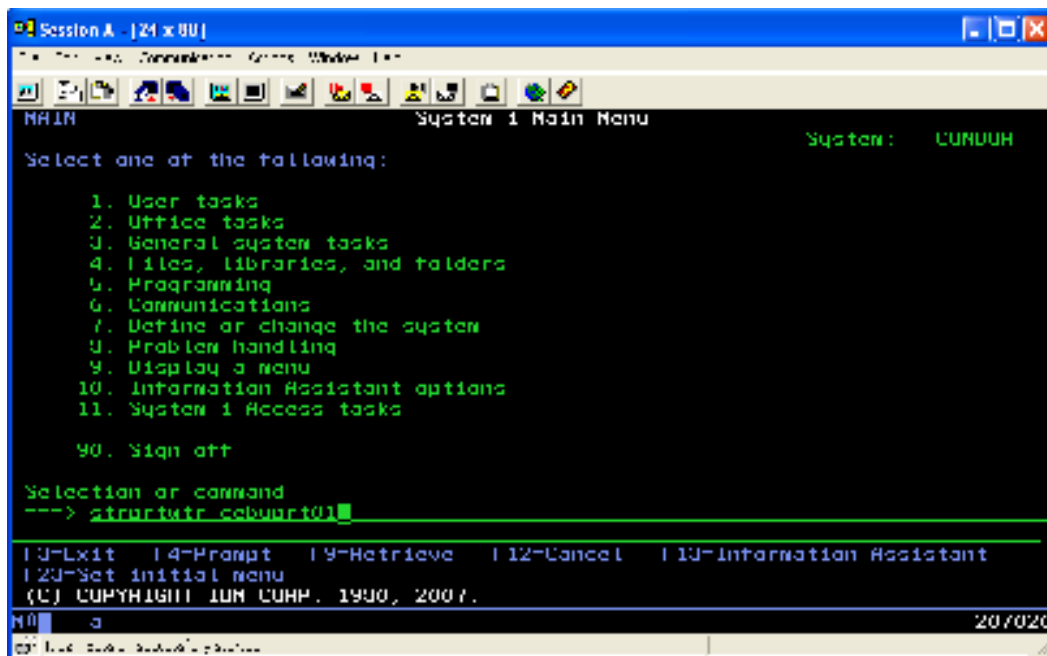 Session A - [24 x 80]
Communication Window
MAIN System i Main Menu
System:
Select one of the following:
1. User tasks
2. Office tasks
3. General system tasks
4. Files, libraries, and folders
5. Programming
6. Communications
7. Define or change the system
8. Problem handling
9. Display a menu
10. Information Assistant options
11. System i Access tasks
90. Sign off
Selection or command
===> strprtwtr
F3=Exit F4=Prompt F9=Retrieve F12=Cancel F13=Information Assistant
F23=Set initial menu
(C) COPYRIGHT IBM CORP. 1980, 2007.
a